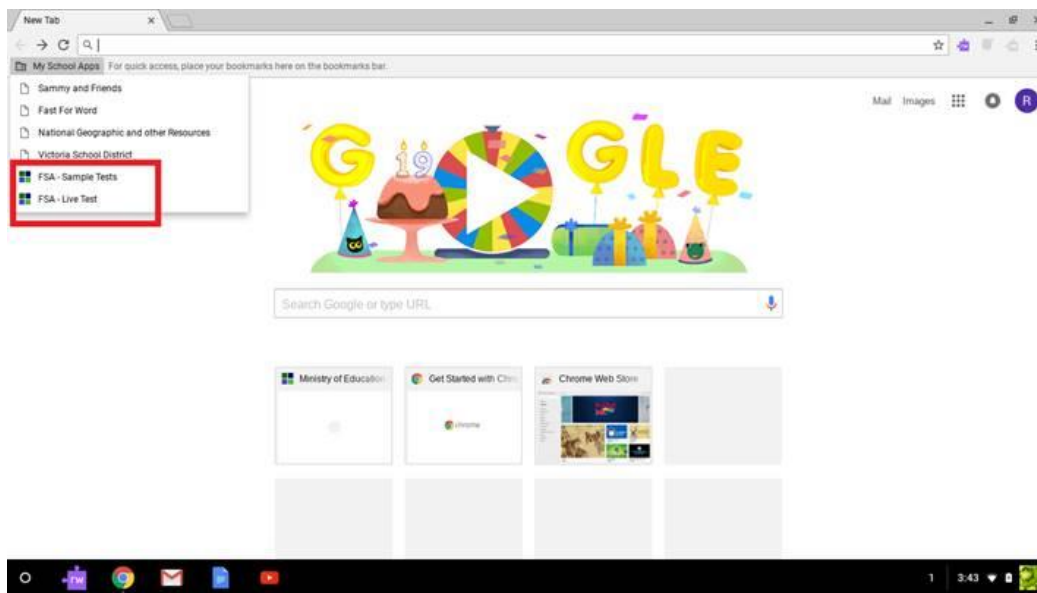 New Tab
My School Apps For quick access, place your bookmarks here on the bookmarks bar.
Sammy and Friends
Fast For Word
National Geographic and other Resources
Victoria School District
FSA - Sample Tests
FSA - Live Test
Mail Images R
G 19 GLE
Search Google or type URL
Ministry of Education Get Started with Chro Chrome Web Store
chrome
rw 1 3:43